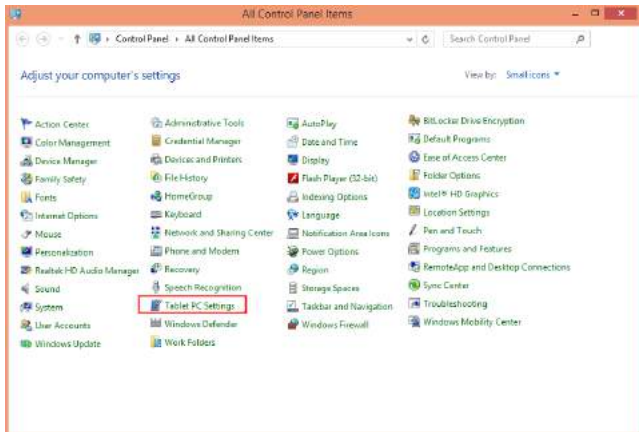 All Control Panel Items
Control Panel › All Control Panel Items
Search Control Panel
Adjust your computer's settings
View by: Small icons
Action Center
Administrative Tools
AutoPlay
BitLocker Drive Encryption
Color Management
Credential Manager
Date and Time
Default Programs
Device Manager
Devices and Printers
Display
Ease of Access Center
Family Safety
File History
Flash Player (32-bit)
Folder Options
Fonts
HomeGroup
Indexing Options
Intel® HD Graphics
Internet Options
Keyboard
Language
Location Settings
Mouse
Network and Sharing Center
Notification Area Icons
Pen and Touch
Personalization
Phone and Modem
Power Options
Programs and Features
Realtek HD Audio Manager
Recovery
Region
RemoteApp and Desktop Connections
Sound
Speech Recognition
Storage Spaces
Sync Center
System
Tablet PC Settings
Taskbar and Navigation
Troubleshooting
User Accounts
Windows Defender
Windows Firewall
Windows Mobility Center
Windows Update
Work Folders